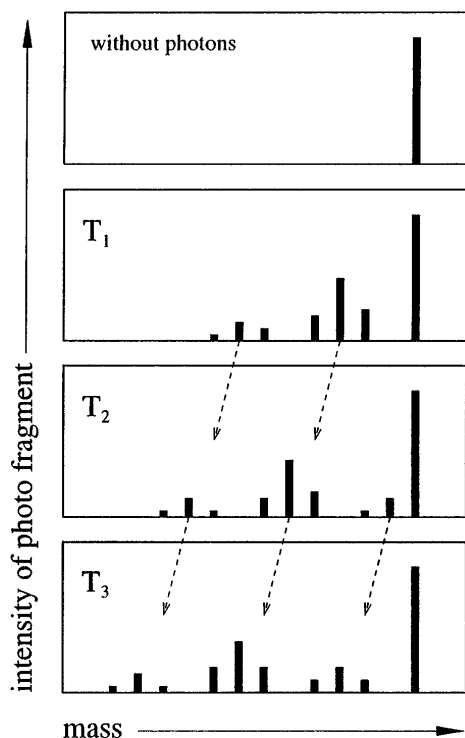 intensity of photo fragment
without photons
T₁
T₂
T₃
mass